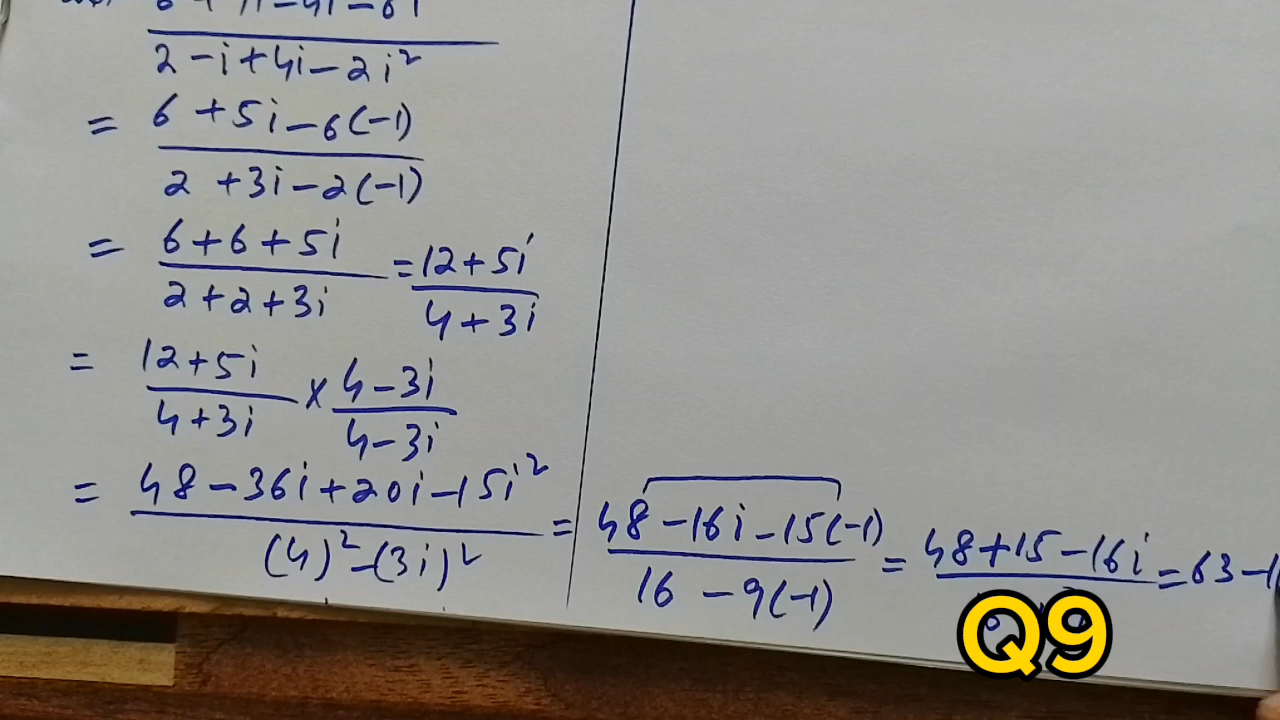 2 - i + 4i - 2i²
= 6 + 5i - 6(-1)
2 + 3i - 2(-1)
= 6 + 6 + 5i = 12 + 5i
2 + 2 + 3i 4 + 3i
= 12 + 5i × 4 - 3i
4 + 3i 4 - 3i
= 48 - 36i + 20i - 15i² = 48 - 16i - 15(-1) = 48 + 15 - 16i = 63 - 1
(4)² - (3i)² 16 - 9(-1)
Q9